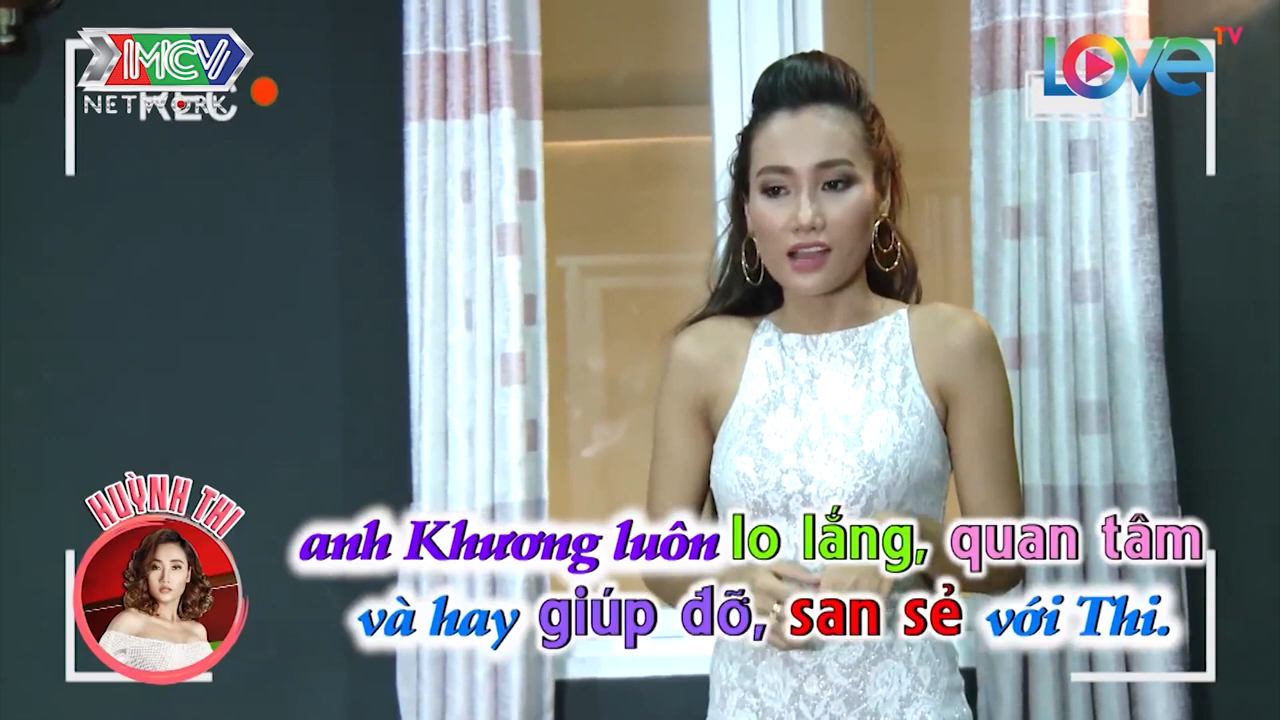 MCV
NETWORK
REC
LOVE TV
HUỲNH THI
anh Khương luôn lo lắng, quan tâm
và hay giúp đỡ, san sẻ với Thi.